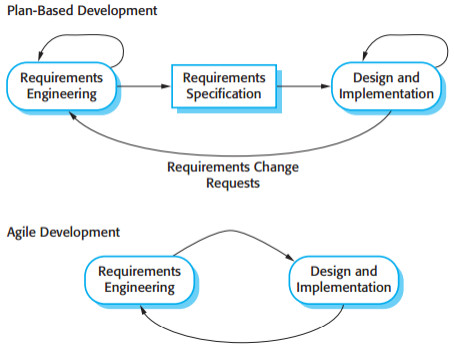 Plan-Based Development
Requirements
Engineering
Requirements
Specification
Design and
Implementation
Requirements Change
Requests
Agile Development
Requirements
Engineering
Design and
Implementation